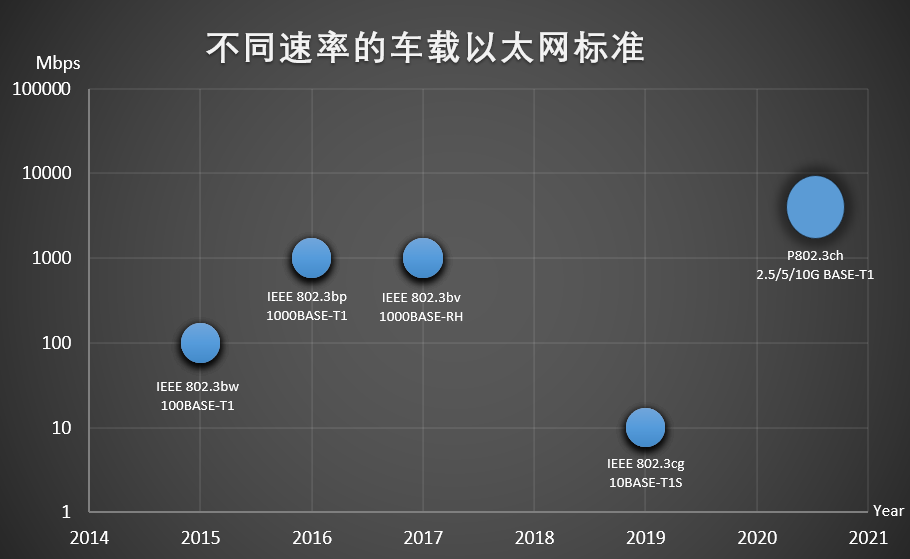 不同速率的车载以太网标准
Mbps
100000
10000
1000
100
10
1
P802.3ch
2.5/5/10G BASE-T1
IEEE 802.3bp
1000BASE-T1
IEEE 802.3bv
1000BASE-RH
IEEE 802.3bw
100BASE-T1
IEEE 802.3cg
10BASE-T1S
2014 2015 2016 2017 2018 2019 2020 2021
Year